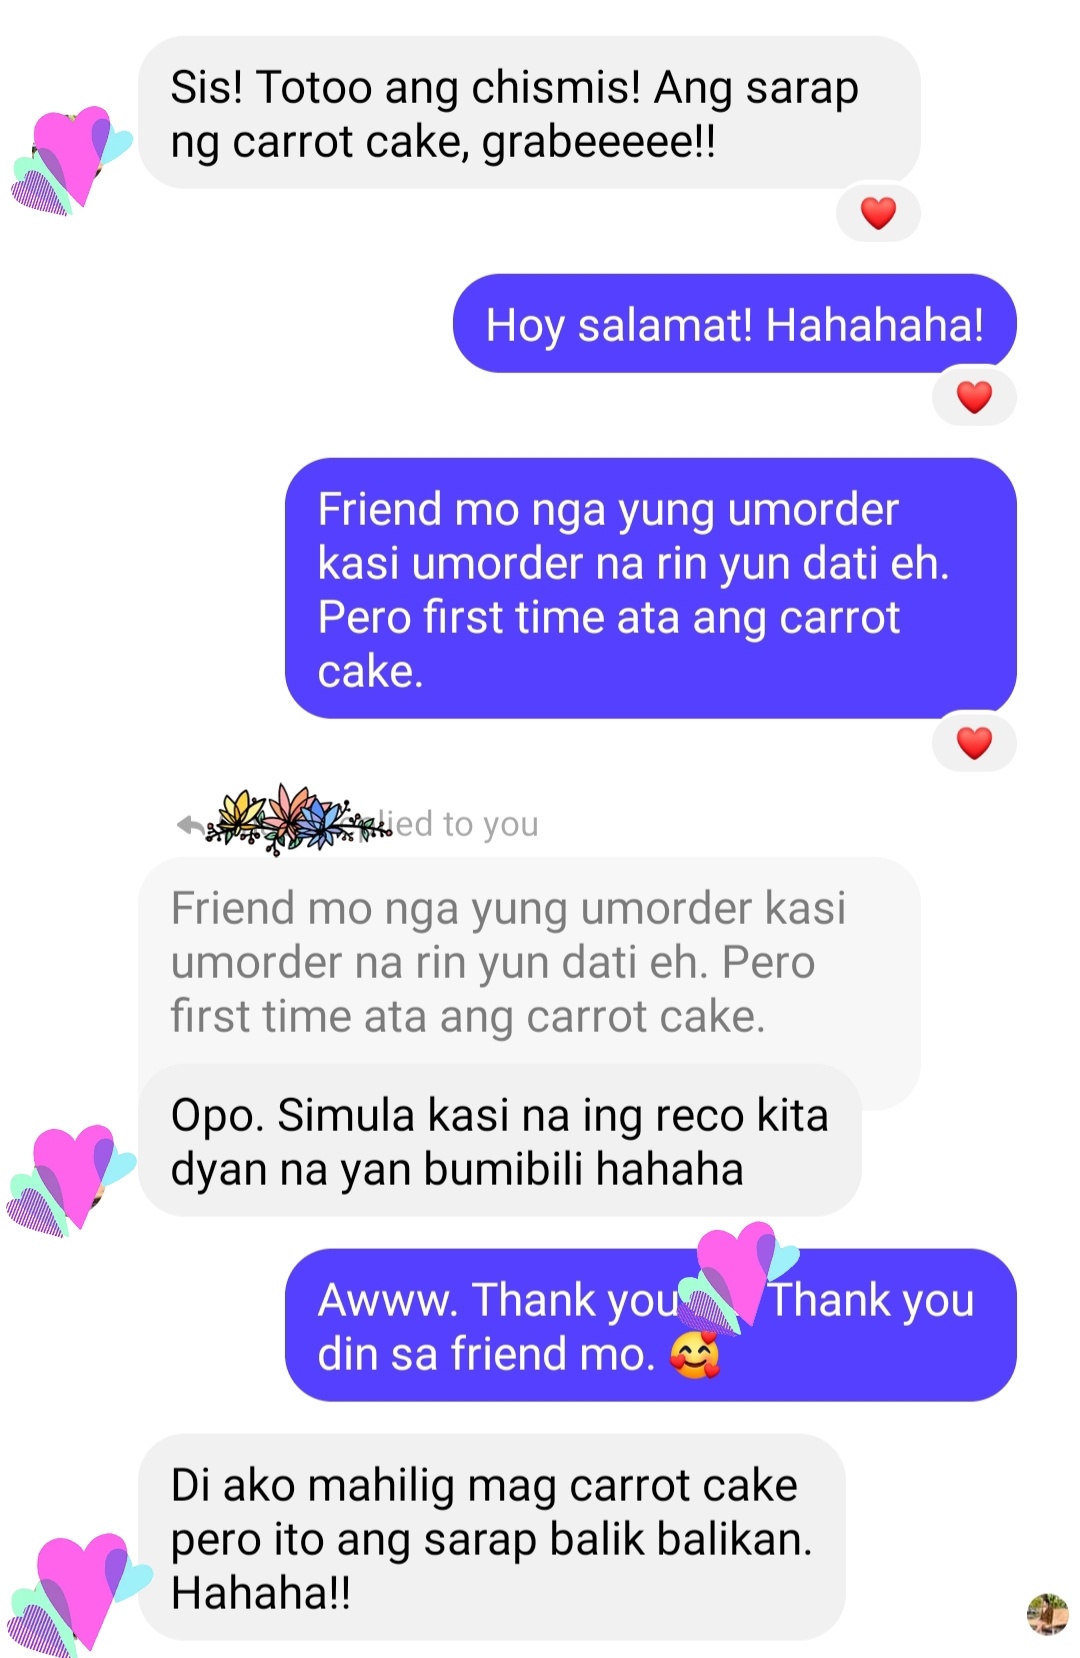 Sis! Totoo ang chismis! Ang sarap
ng carrot cake, grabeeeee!!
Hoy salamat! Hahahaha!
Friend mo nga yung umorder
kasi umorder na rin yun dati eh.
Pero first time ata ang carrot
cake.
to you
Friend mo nga yung umorder kasi
umorder na rin yun dati eh. Pero
first time ata ang carrot cake.
Opo. Simula kasi na ing reco kita
dyan na yan bumibili hahaha
Awww. Thank you Thank you
din sa friend mo. 🥰
Di ako mahilig mag carrot cake
pero ito ang sarap balik balikan.
Hahaha!!